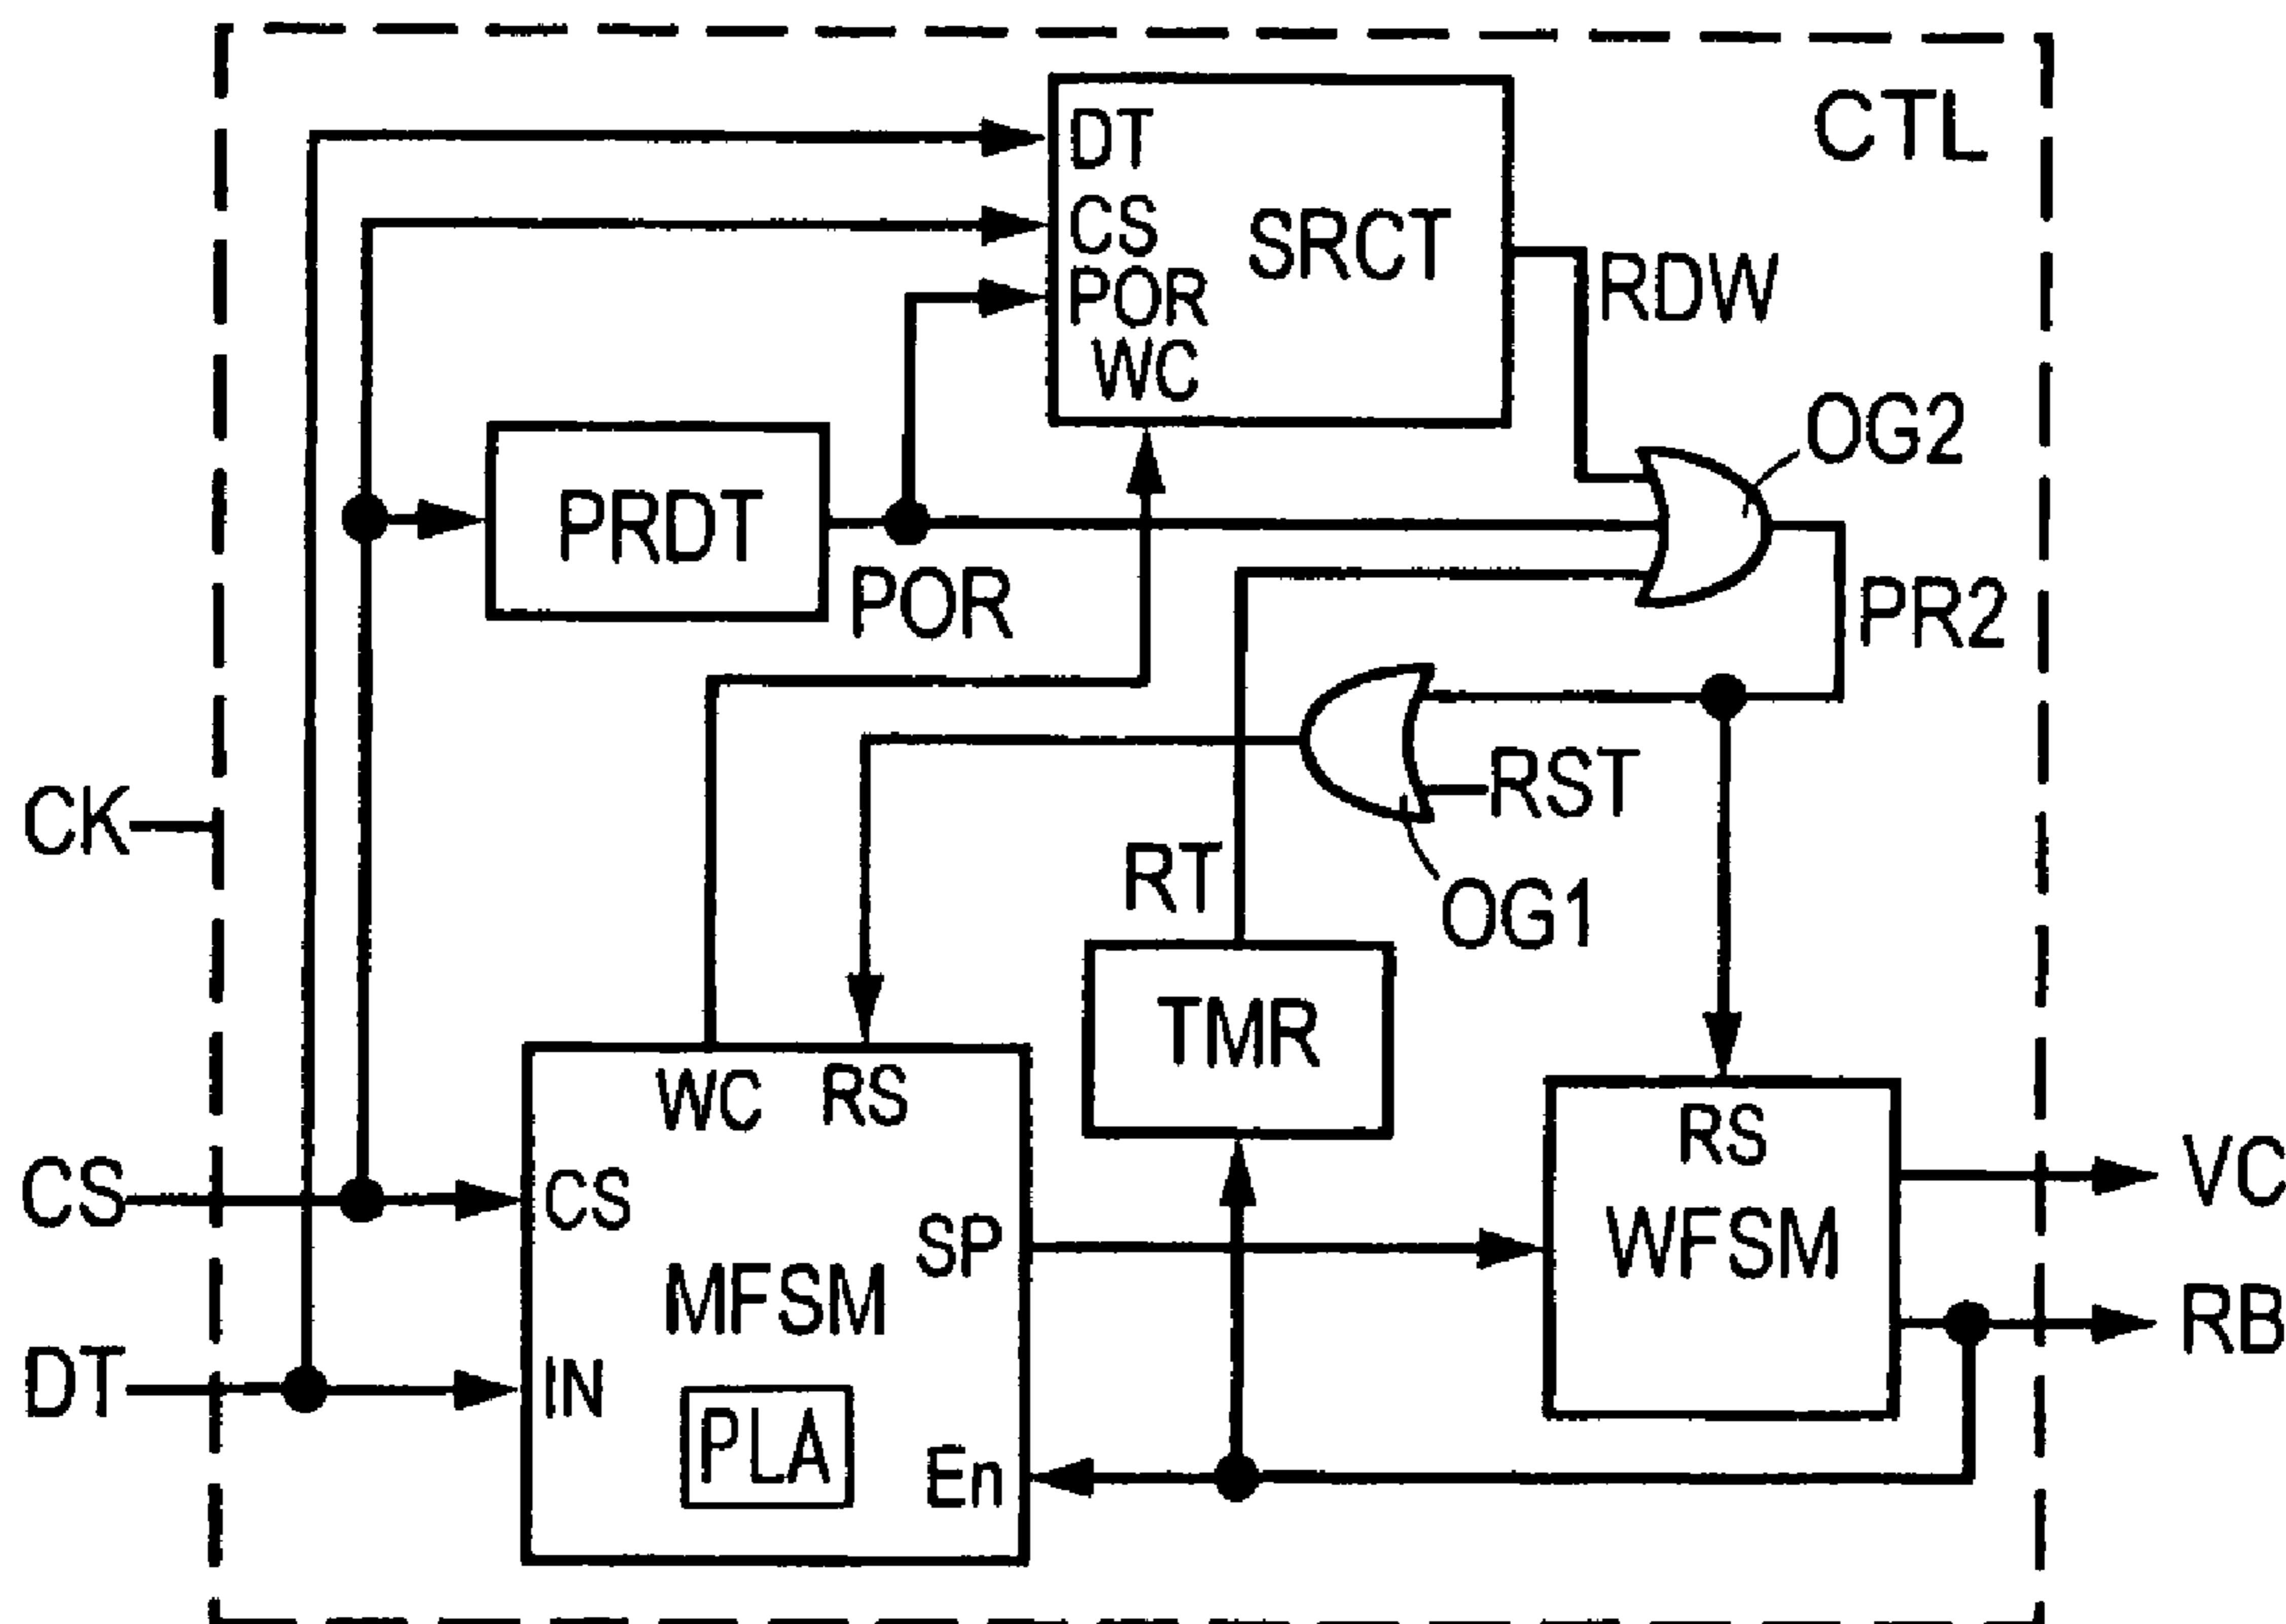 CTL
DT
CS
SRCT
POR
WC
RDW
OG2
PRDT
POR
PR2
RST
CK
RT
OG1
TMR
WC
RS
RS
CS
CS
SP
WFSM
VC
MFSM
RB
DT
IN
PLA
En